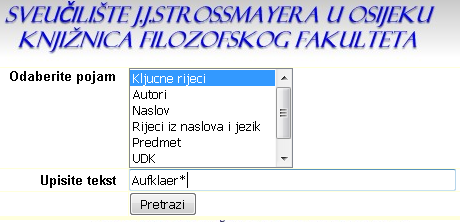 SVEUČILIŠTE J.J.STROSSMAYERA U OSIJEKU
KNJIŽNICA FILOZOFSKOG FAKULTETA
Odaberite pojam
Kljucne rijeci
Autori
Naslov
Rijeci iz naslova i jezik
Predmet
UDK
Upisite tekst
Aufklaer*
Pretrazi